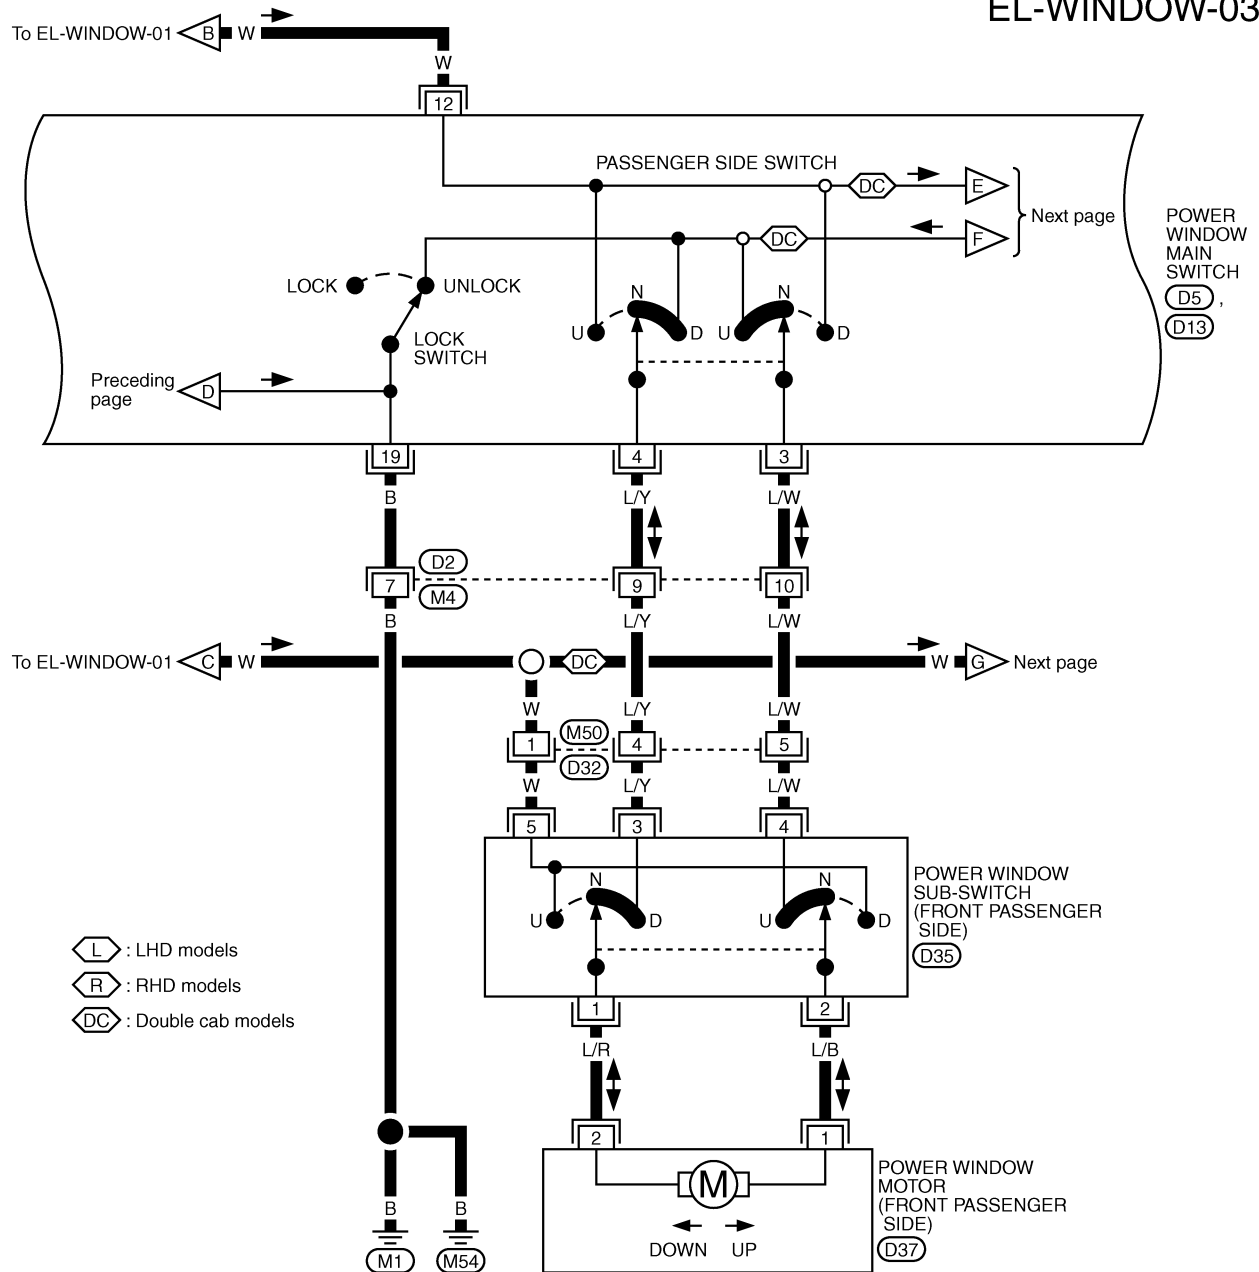 EL-WINDOW-03
To EL-WINDOW-01 B W
W
12
PASSENGER SIDE SWITCH
DC E
Next page
DC F
POWER
WINDOW
MAIN
SWITCH
D5 ,
D13
LOCK UNLOCK
N N
U D U D
LOCK
SWITCH
Preceding
page
D
19 4 3
B L/Y L/W
D2
7 9 10
M4
B L/Y L/W
To EL-WINDOW-01 C W DC W G Next page
W L/Y L/W
M50
1 4 5
D32
W L/Y L/W
5 3 4
POWER WINDOW
SUB-SWITCH
(FRONT PASSENGER
SIDE)
D35
N N
U D U D
L : LHD models
R : RHD models
DC : Double cab models
1 2
L/R L/B
2 1
POWER WINDOW
MOTOR
(FRONT PASSENGER
SIDE)
D37
M
DOWN UP
B B
M1 M54